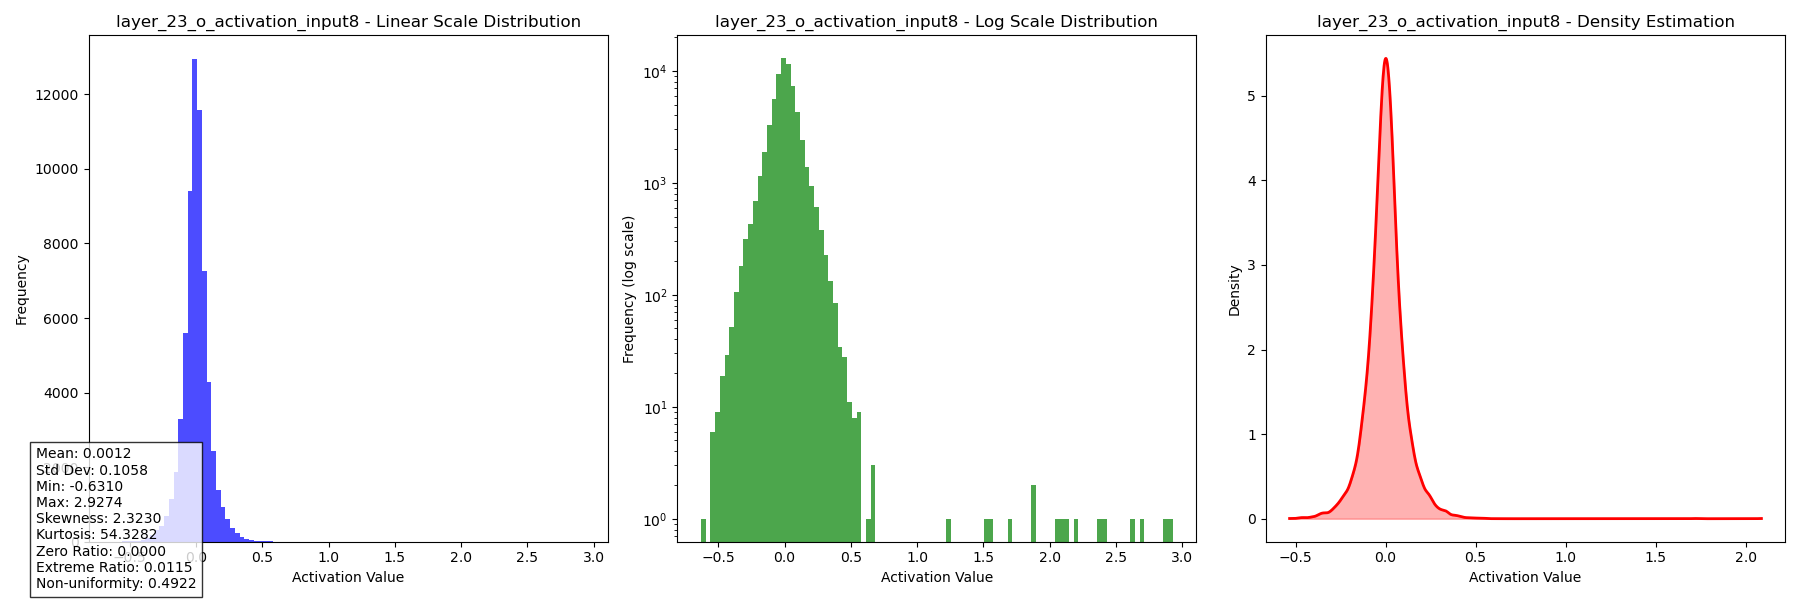 layer_23_o_activation_input8 - Linear Scale Distribution
Frequency
12000
10000
8000
6000
4000
Mean: 0.0012
Std Dev: 0.1058
Min: -0.6310
Max: 2.9274
Skewness: 2.3230
Kurtosis: 54.3282
Zero Ratio: 0.0000
Extreme Ratio: 0.0115
Non-uniformity: 0.4922
0.0 0.5 1.0 1.5 2.0 2.5 3.0
Activation Value
layer_23_o_activation_input8 - Log Scale Distribution
Frequency (log scale)
10⁴
10³
10²
10¹
10⁰
−0.5 0.0 0.5 1.0 1.5 2.0 2.5 3.0
Activation Value
layer_23_o_activation_input8 - Density Estimation
Density
5
4
3
2
1
0
−0.5 0.0 0.5 1.0 1.5 2.0
Activation Value